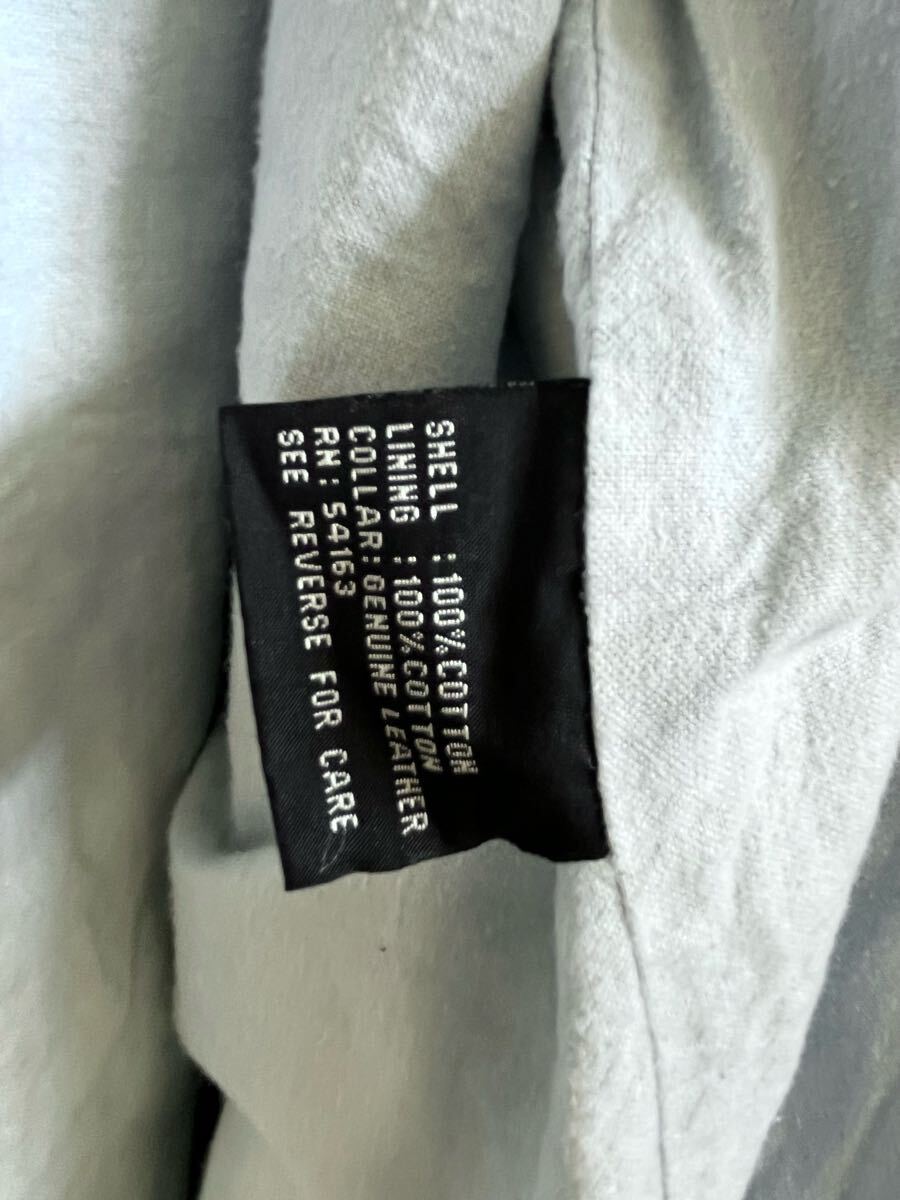 SHELL : 100% COTTON
LINING : 100% COTTON
COLLAR: GENUINE LEATHER
RN: 54163
SEE REVERSE FOR CARE